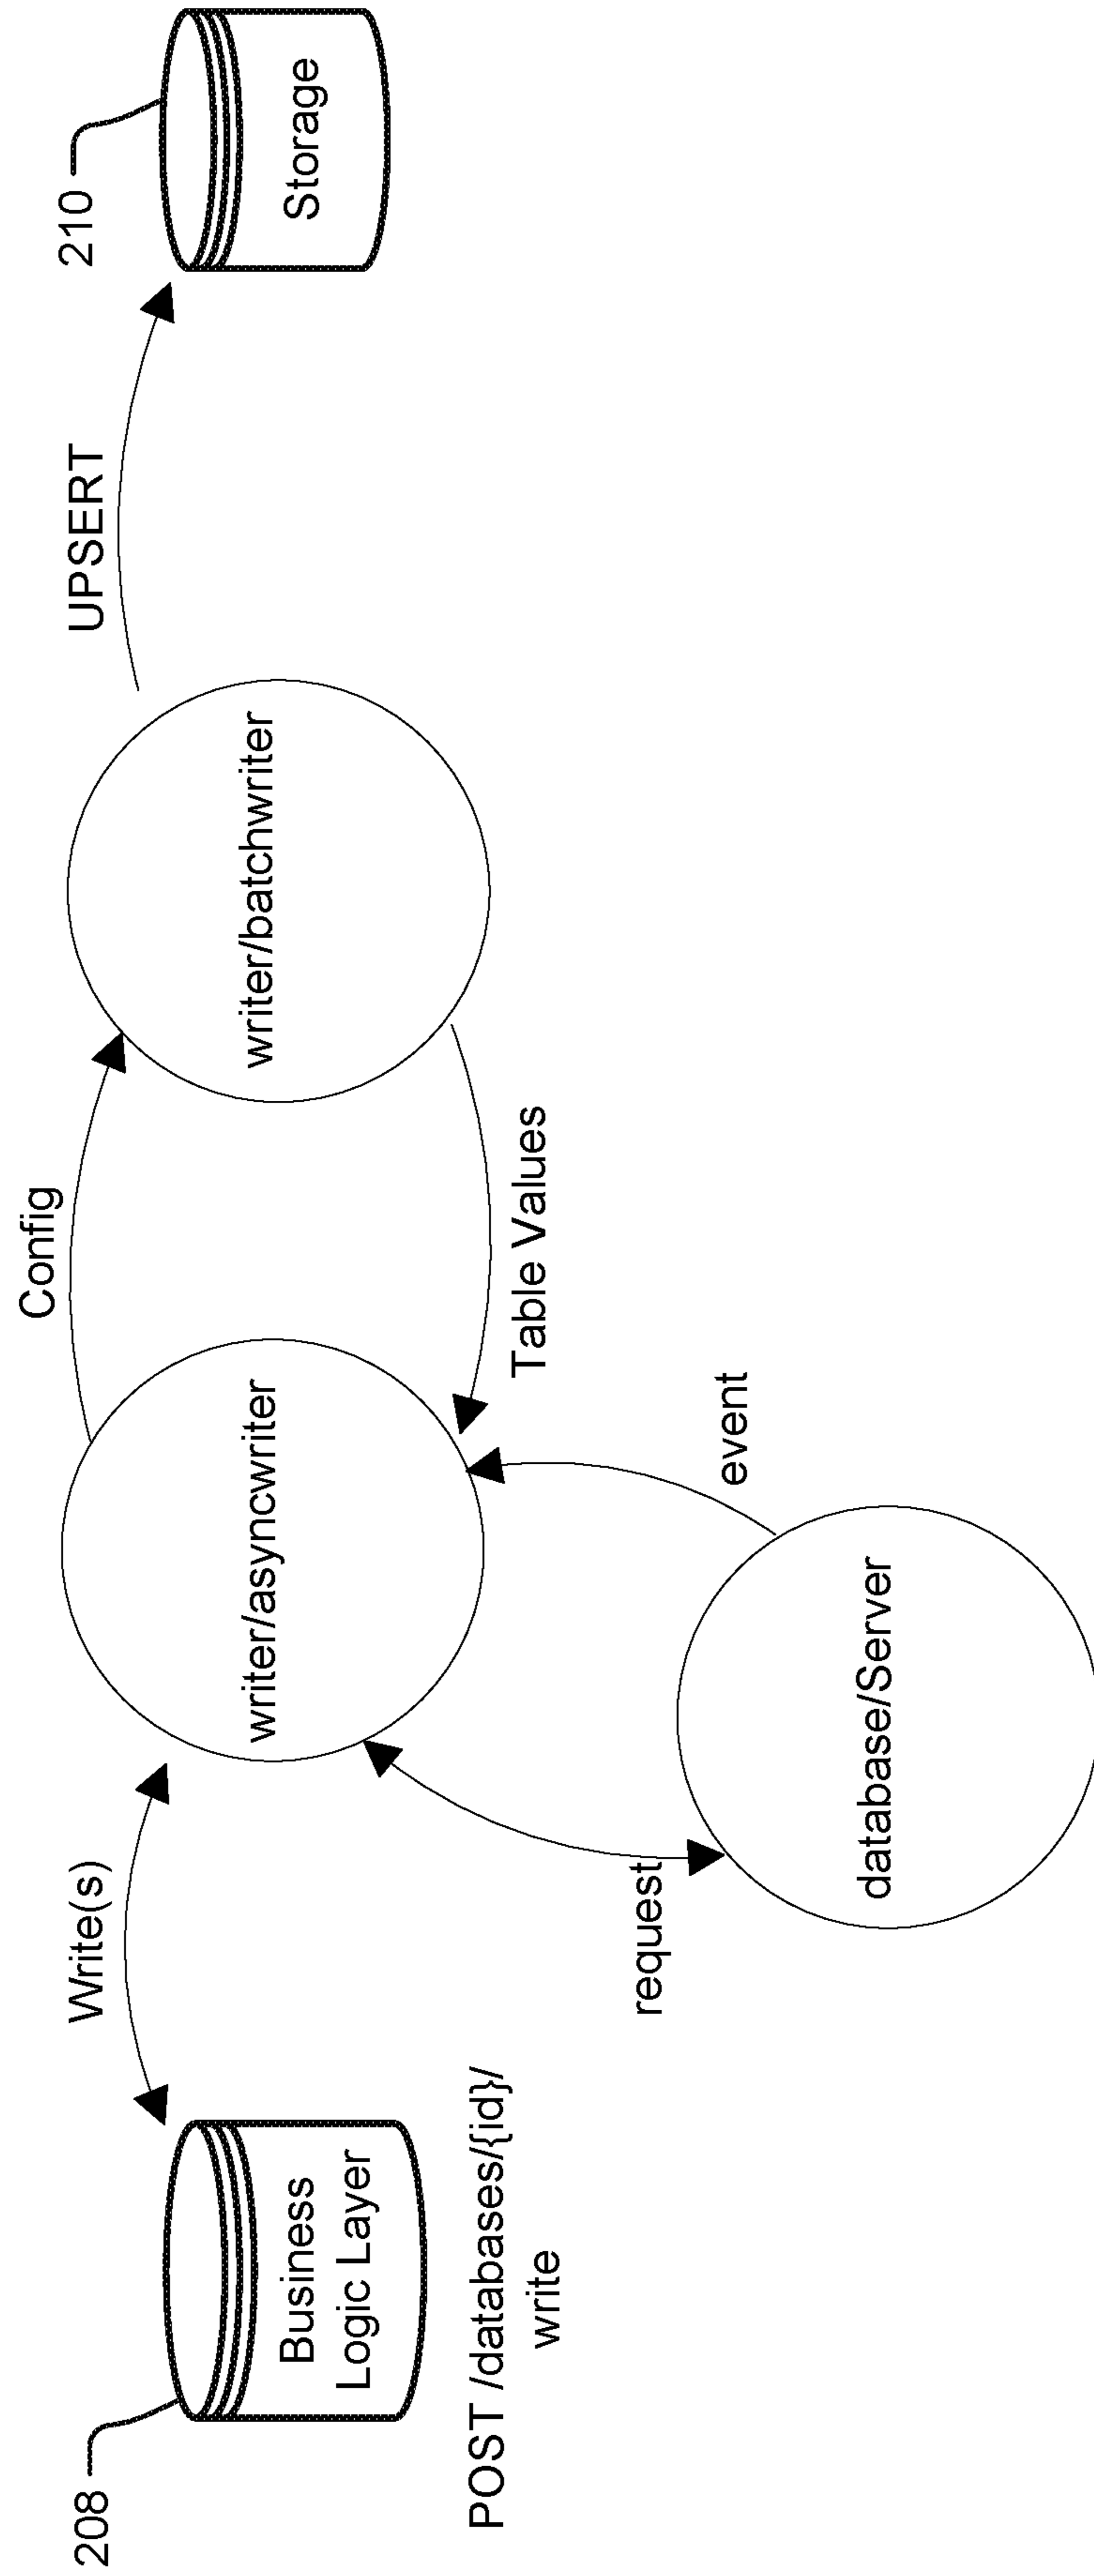 208
Business
Logic Layer
POST /databases/{id}/
write
Write(s)
writer/asyncwriter
request
database/Server
event
Config
Table Values
writer/batchwriter
UPSERT
210
Storage